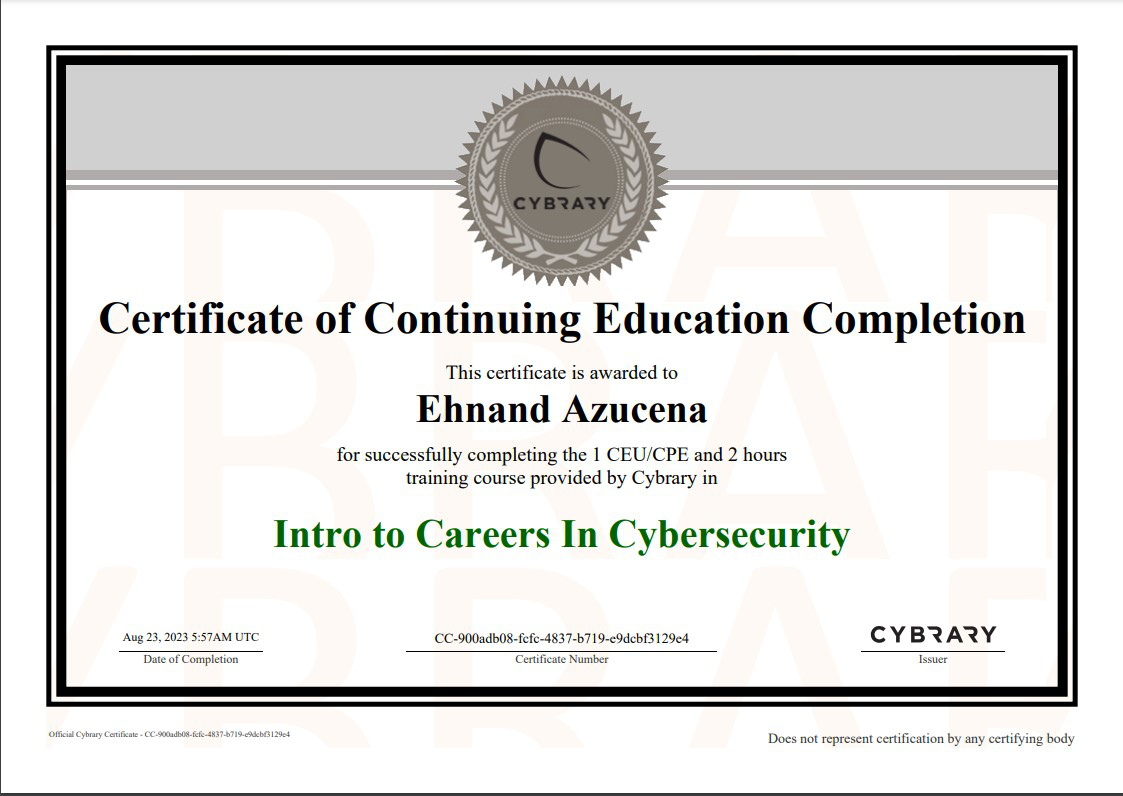 CYBRARY
Certificate of Continuing Education Completion
This certificate is awarded to
Ehnand Azucena
for successfully completing the 1 CEU/CPE and 2 hours
training course provided by Cybrary in
Intro to Careers In Cybersecurity
Aug 23, 2023 5:57AM UTC
Date of Completion
CC-900adb08-fcfc-4837-b719-e9dcbf3129e4
Certificate Number
CYBRARY
Issuer
Official Cybrary Certificate - CC-900adb08-fcfc-4837-b719-e9dcbf3129e4
Does not represent certification by any certifying body